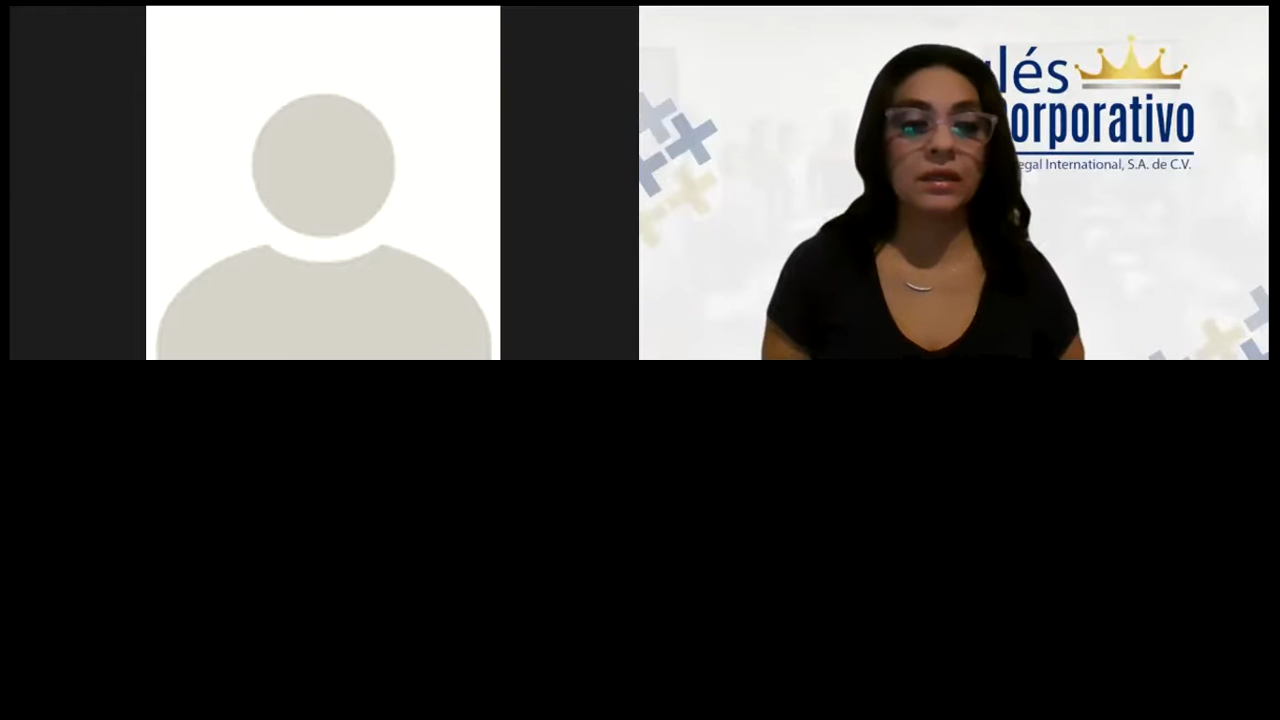 lés
orporativo
egal International, S.A. de C.V.